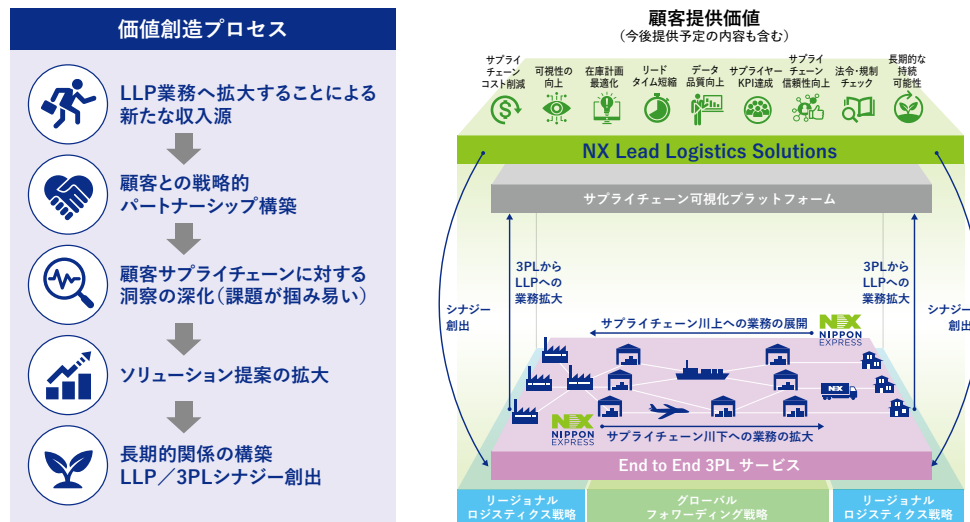 価値創造プロセス
LLP業務へ拡大することによる
新たな収入源
顧客との戦略的
パートナーシップ構築
顧客サプライチェーンに対する
洞察の深化（課題が掴み易い）
ソリューション提案の拡大
長期的関係の構築
LLP／3PLシナジー創出
顧客提供価値
（今後提供予定の内容も含む）
サプライ
チェーン
コスト削減
可視性の
向上
在庫計画
最適化
リード
タイム短縮
データ
品質向上
サプライヤー
KPI達成
サプライ
チェーン
信頼性向上
法令・規制
チェック
長期的な
持続
可能性
NX Lead Logistics Solutions
サプライチェーン可視化プラットフォーム
3PLから
LLPへの
業務拡大
3PLから
LLPへの
業務拡大
シナジー
創出
シナジー
創出
サプライチェーン川上への業務の展開
NX
NIPPON
EXPRESS
NX
NX
NIPPON
EXPRESS
サプライチェーン川下への業務の拡大
End to End 3PL サービス
リージョナル
ロジスティクス戦略
グローバル
フォワーディング戦略
リージョナル
ロジスティクス戦略